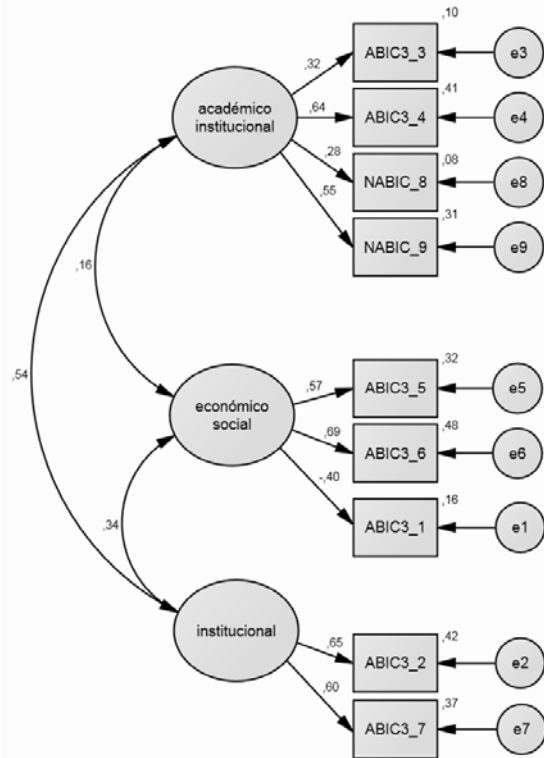 ,10
,32
ABIC3_3
e3
académico
institucional
,41
,64
ABIC3_4
e4
,28
,08
NABIC_8
e8
,55
,31
NABIC_9
e9
,16
,54
,32
,57
ABIC3_5
e5
económico
social
,48
,69
ABIC3_6
e6
-,40
,16
ABIC3_1
e1
,34
institucional
,42
,65
ABIC3_2
e2
,60
,37
ABIC3_7
e7